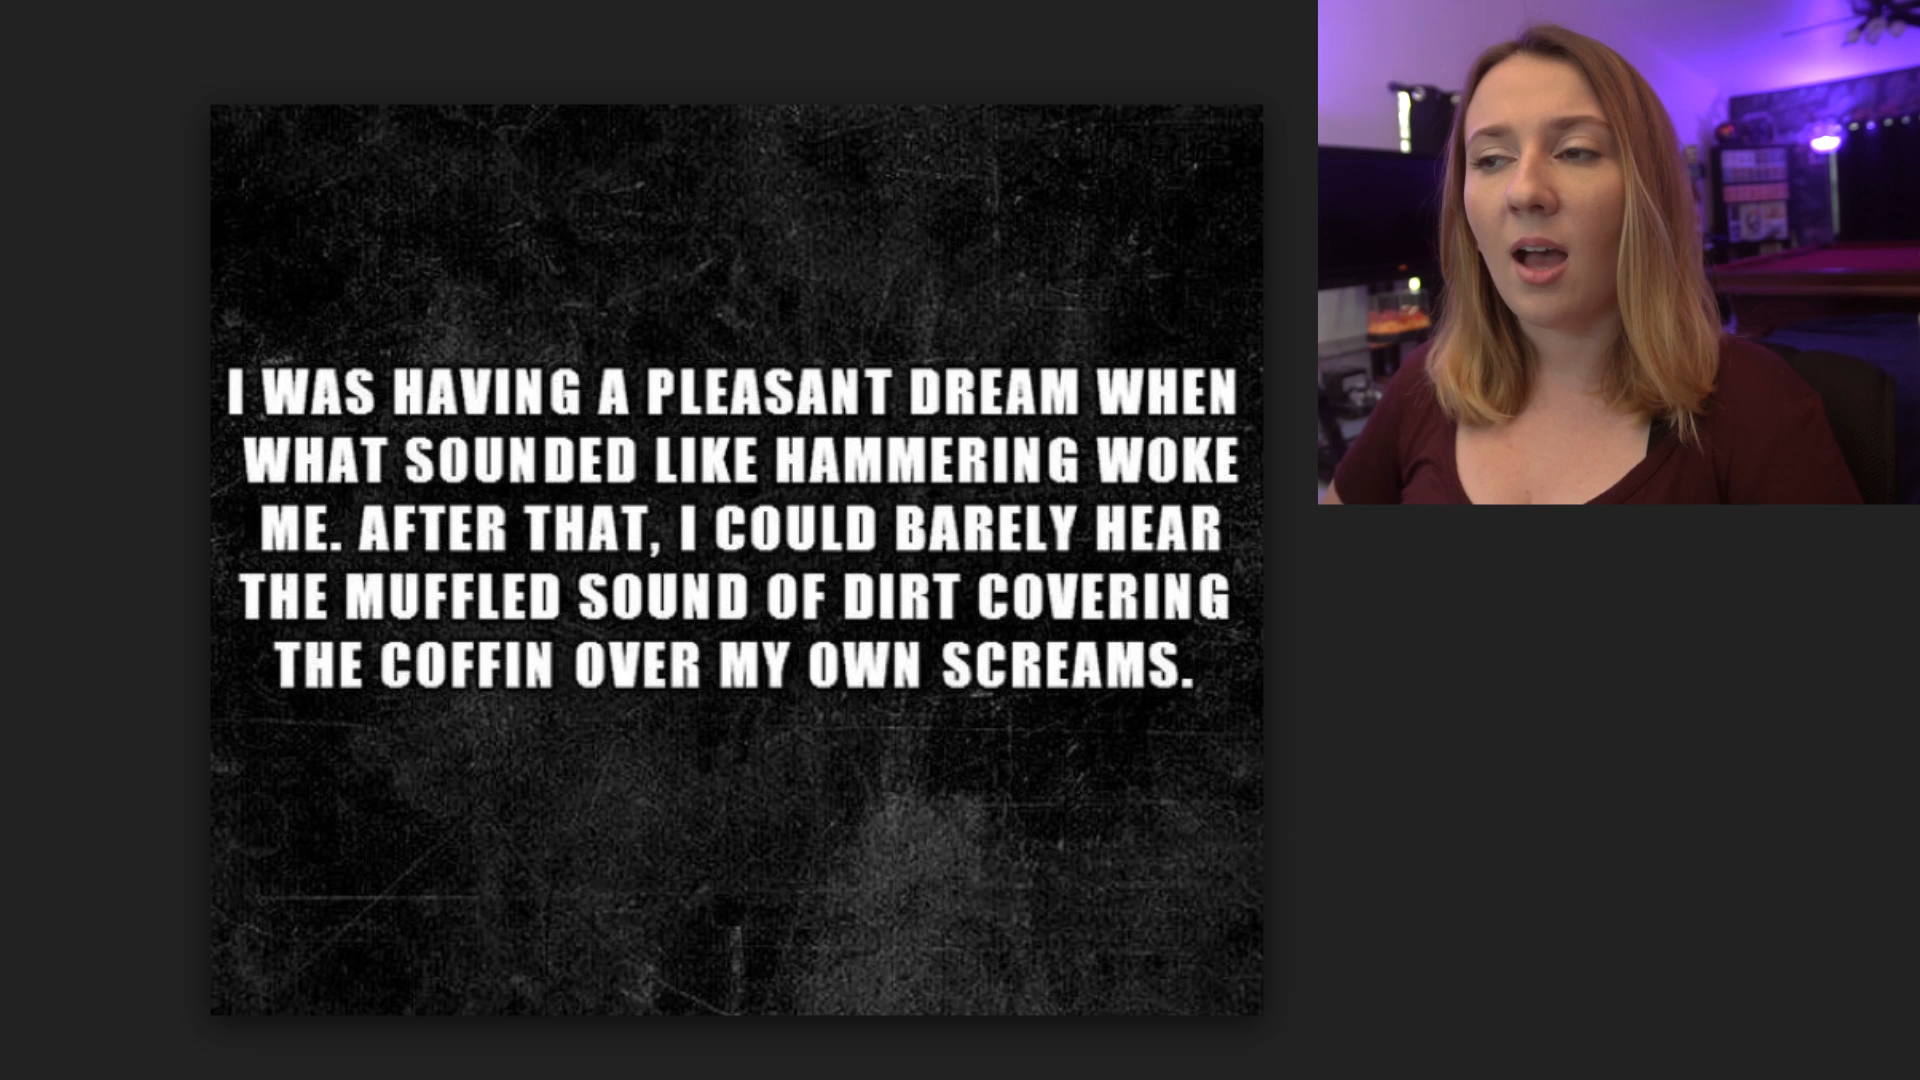 I WAS HAVING A PLEASANT DREAM WHEN
WHAT SOUNDED LIKE HAMMERING WOKE
ME. AFTER THAT, I COULD BARELY HEAR
THE MUFFLED SOUND OF DIRT COVERING
THE COFFIN OVER MY OWN SCREAMS.